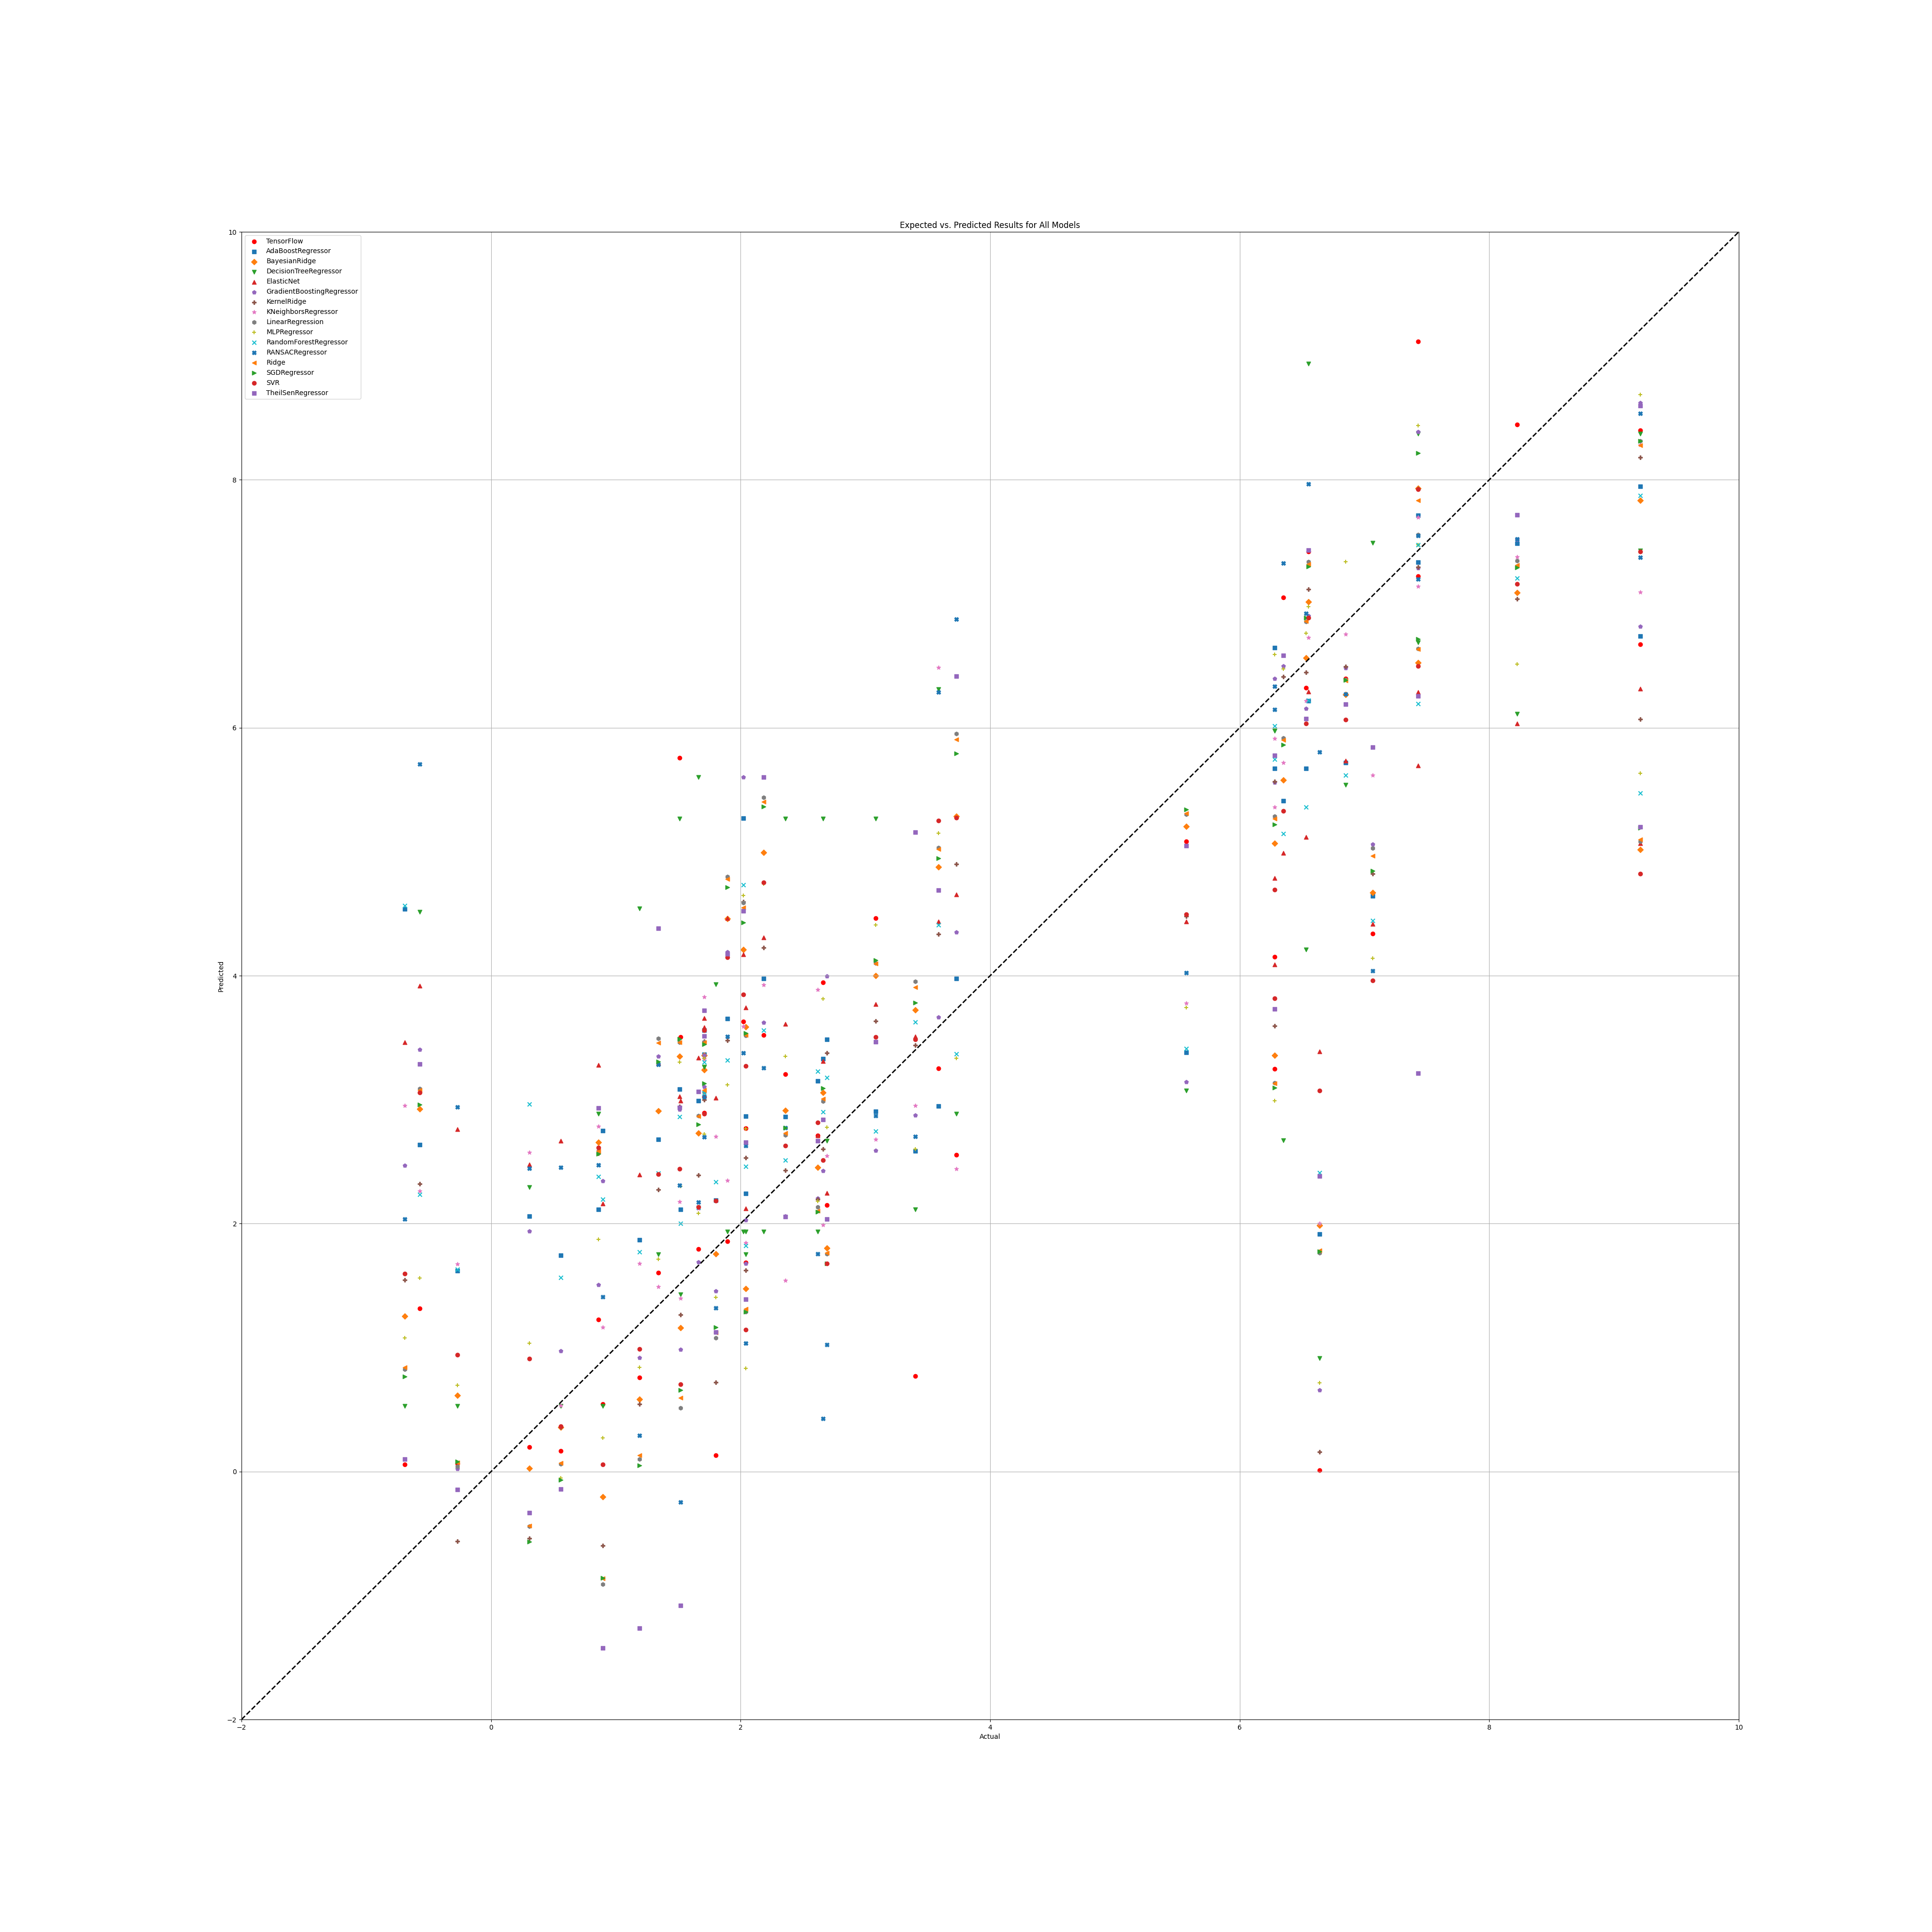 Expected vs. Predicted Results for All Models
10
TensorFlow
AdaBoostRegressor
BayesianRidge
DecisionTreeRegressor
ElasticNet
GradientBoostingRegressor
KernelRidge
KNeighborsRegressor
LinearRegression
MLPRegressor
RandomForestRegressor
RANSACRegressor
Ridge
SGDRegressor
SVR
TheilSenRegressor
8
6
4
Predicted
2
0
−2
−2 0 2 4 6 8 10
Actual